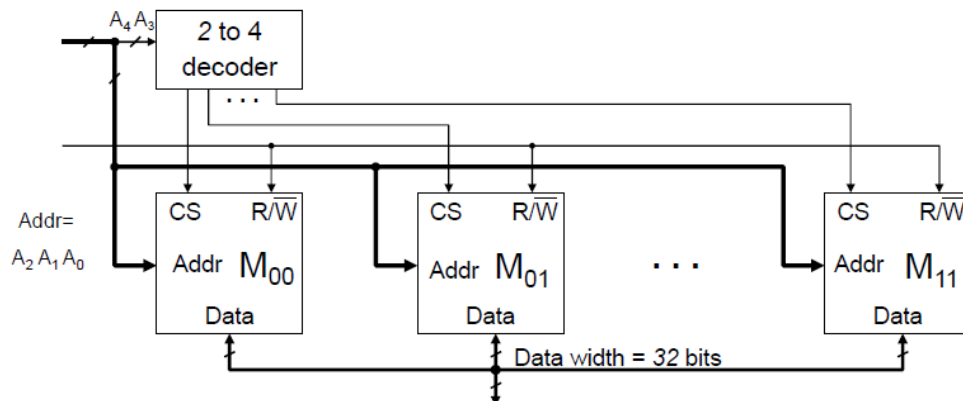 A4 A3
2 to 4
decoder
. . .
CS R/W̅
CS R/W̅
CS R/W̅
Addr=
A2 A1 A0
Addr M00
Addr M01
. . .
Addr M11
Data
Data
Data
Data width = 32 bits